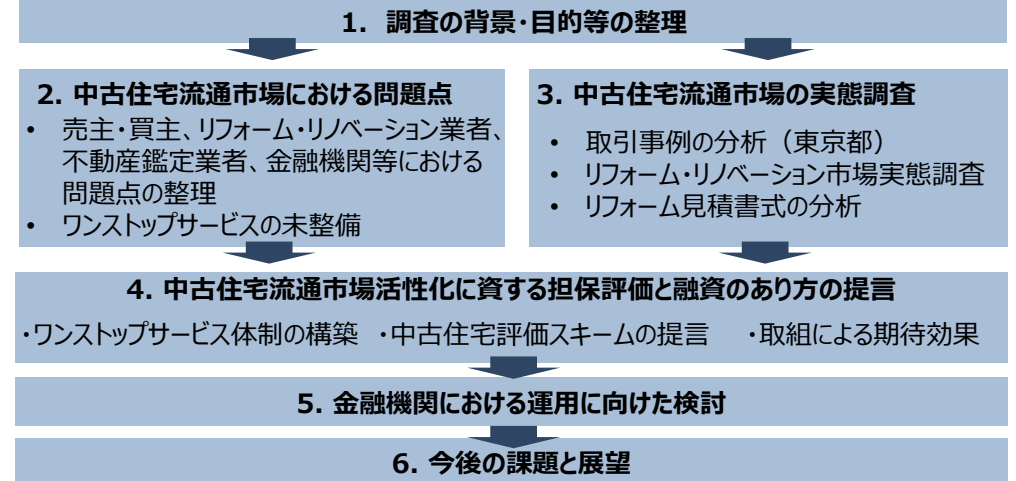 1. 調査の背景・目的等の整理
2. 中古住宅流通市場における問題点
• 売主・買主、リフォーム・リノベーション業者、
不動産鑑定業者、金融機関等における
問題点の整理
• ワンストップサービスの未整備
3. 中古住宅流通市場の実態調査
• 取引事例の分析（東京都）
• リフォーム・リノベーション市場実態調査
• リフォーム見積書式の分析
4. 中古住宅流通市場活性化に資する担保評価と融資のあり方の提言
・ワンストップサービス体制の構築 ・中古住宅評価スキームの提言 ・取組による期待効果
5. 金融機関における運用に向けた検討
6. 今後の課題と展望